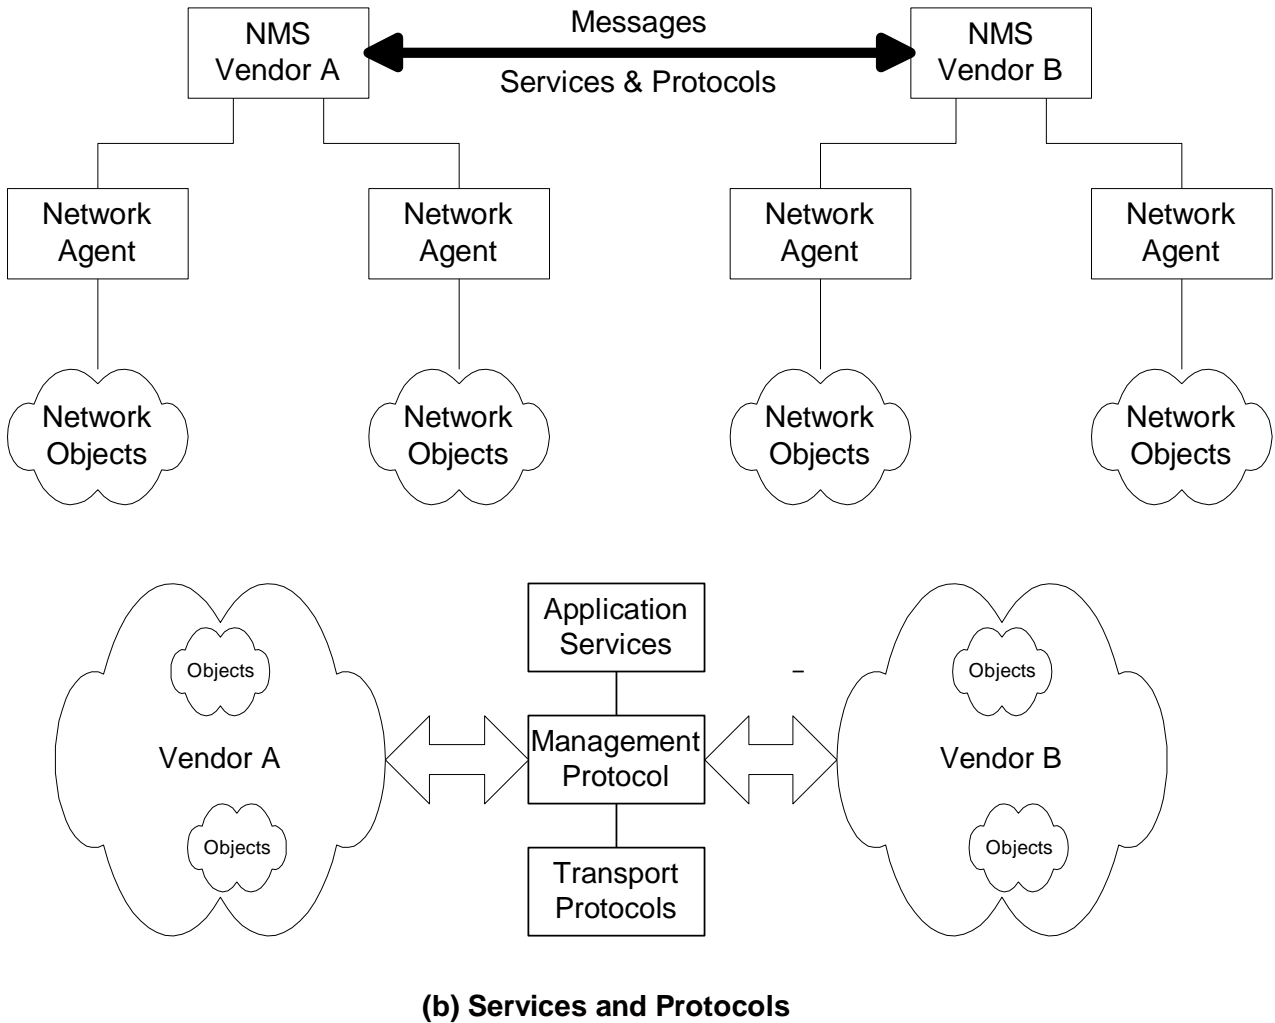 NMS
Vendor A
Messages
Services & Protocols
NMS
Vendor B
Network
Agent
Network
Agent
Network
Agent
Network
Agent
Network
Objects
Network
Objects
Network
Objects
Network
Objects
Application
Services
Objects
Objects
Vendor A
Management
Protocol
Vendor B
Objects
Transport
Protocols
Objects
(b) Services and Protocols